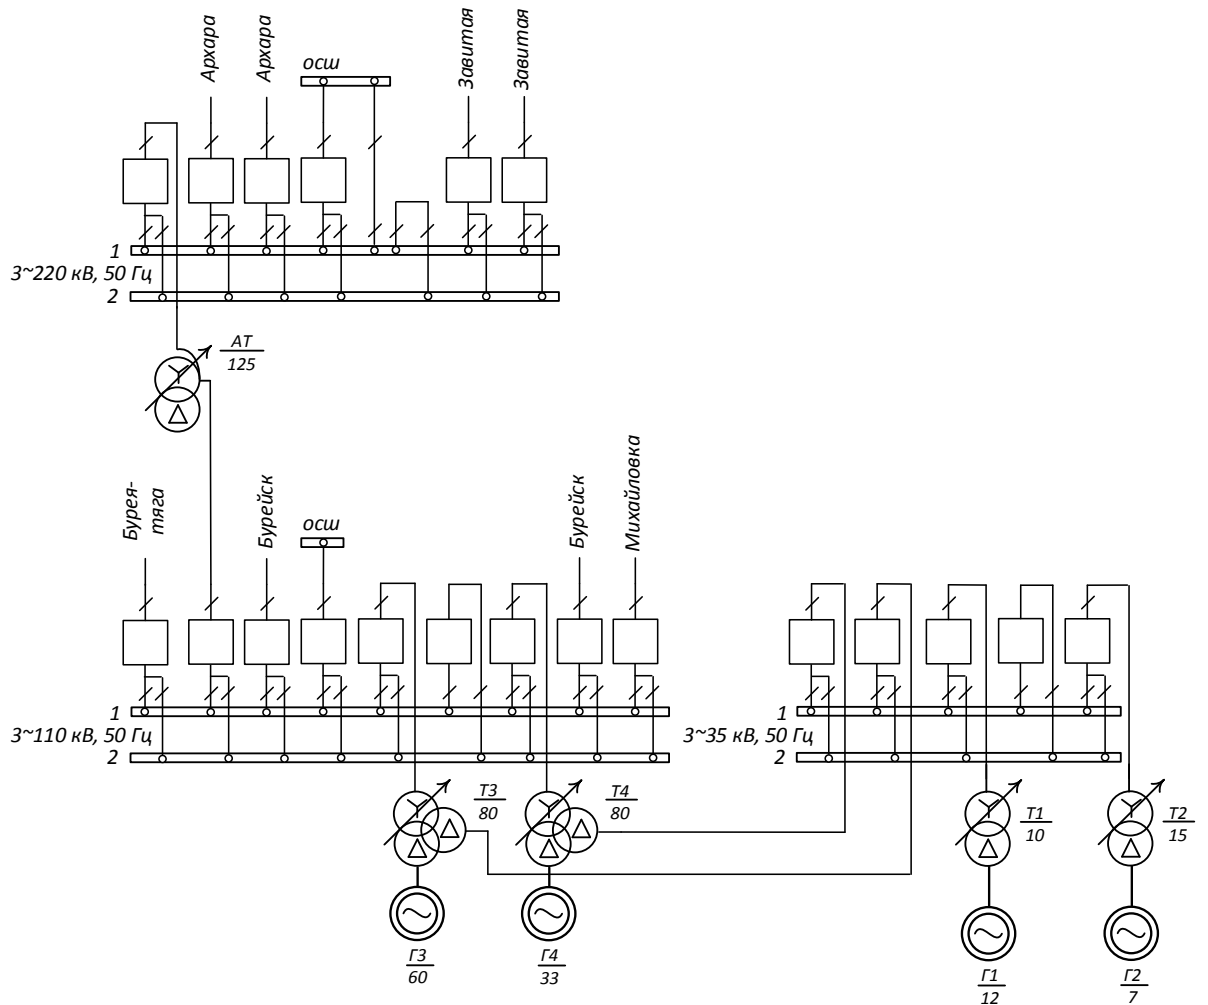 Архара
Архара
осш
Завитая
Завитая
1
3~220 кВ, 50 Гц
2
АТ
125
Бурея-
тяга
Бурейск
осш
Бурейск
Михайловка
1
3~110 кВ, 50 Гц
2
1
3~35 кВ, 50 Гц
2
Т3
80
Т4
80
Т1
10
Т2
15
Г3
60
Г4
33
Г1
12
Г2
7